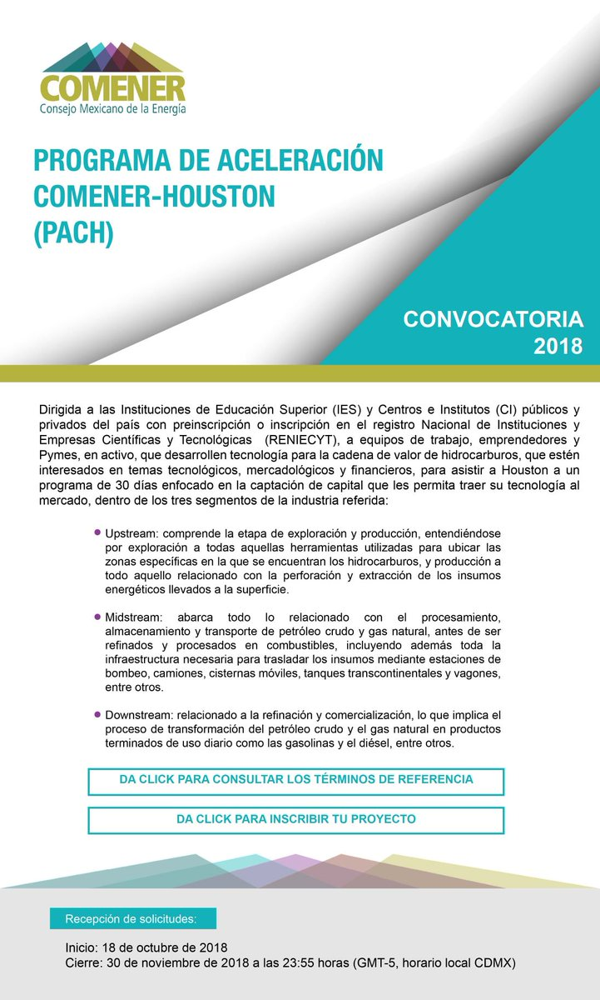 COMENER
Consejo Mexicano de la Energía
PROGRAMA DE ACELERACIÓN
COMENER-HOUSTON
(PACH)
CONVOCATORIA
2018
Dirigida a las Instituciones de Educación Superior (IES) y Centros e Institutos (CI) públicos y
privados del país con preinscripción o inscripción en el registro Nacional de Instituciones y
Empresas Científicas y Tecnológicas (RENIECYT), a equipos de trabajo, emprendedores y
Pymes, en activo, que desarrollen tecnología para la cadena de valor de hidrocarburos, que estén
interesados en temas tecnológicos, mercadológicos y financieros, para asistir a Houston a un
programa de 30 días enfocado en la captación de capital que les permita traer su tecnología al
mercado, dentro de los tres segmentos de la industria referida:
Upstream: comprende la etapa de exploración y producción, entendiéndose
por exploración a todas aquellas herramientas utilizadas para ubicar las
zonas específicas en la que se encuentran los hidrocarburos, y producción a
todo aquello relacionado con la perforación y extracción de los insumos
energéticos llevados a la superficie.
Midstream: abarca todo lo relacionado con el procesamiento,
almacenamiento y transporte de petróleo crudo y gas natural, antes de ser
refinados y procesados en combustibles, incluyendo además toda la
infraestructura necesaria para trasladar los insumos mediante estaciones de
bombeo, camiones, cisternas móviles, tanques transcontinentales y vagones,
entre otros.
Downstream: relacionado a la refinación y comercialización, lo que implica el
proceso de transformación del petróleo crudo y el gas natural en productos
terminados de uso diario como las gasolinas y el diésel, entre otros.
DA CLICK PARA CONSULTAR LOS TÉRMINOS DE REFERENCIA
DA CLICK PARA INSCRIBIR TU PROYECTO
Recepción de solicitudes:
Inicio: 18 de octubre de 2018
Cierre: 30 de noviembre de 2018 a las 23:55 horas (GMT-5, horario local CDMX)